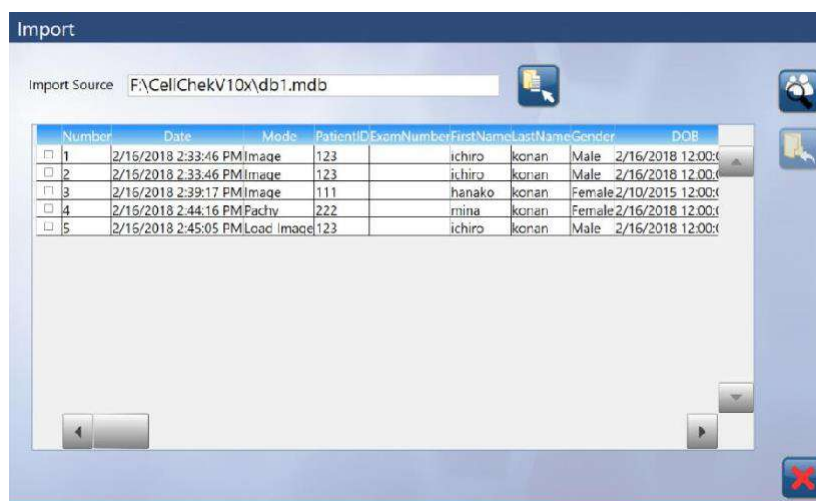 Import
Import Source F:\CellChekV10x\db1.mdb
Number Date Mode PatientID ExamNumber FirstName LastName Gender DOB
1 2/16/2018 2:33:46 PM Image 123 ichiro konan Male 2/16/2018 12:00:0
2 2/16/2018 2:33:46 PM Image 123 ichiro konan Male 2/16/2018 12:00:0
3 2/16/2018 2:39:17 PM Image 111 hanako konan Female 2/10/2015 12:00:0
4 2/16/2018 2:44:16 PM Pachy 222 mina konan Female 2/16/2018 12:00:0
5 2/16/2018 2:45:05 PM Load Image 123 ichiro konan Male 2/16/2018 12:00:0